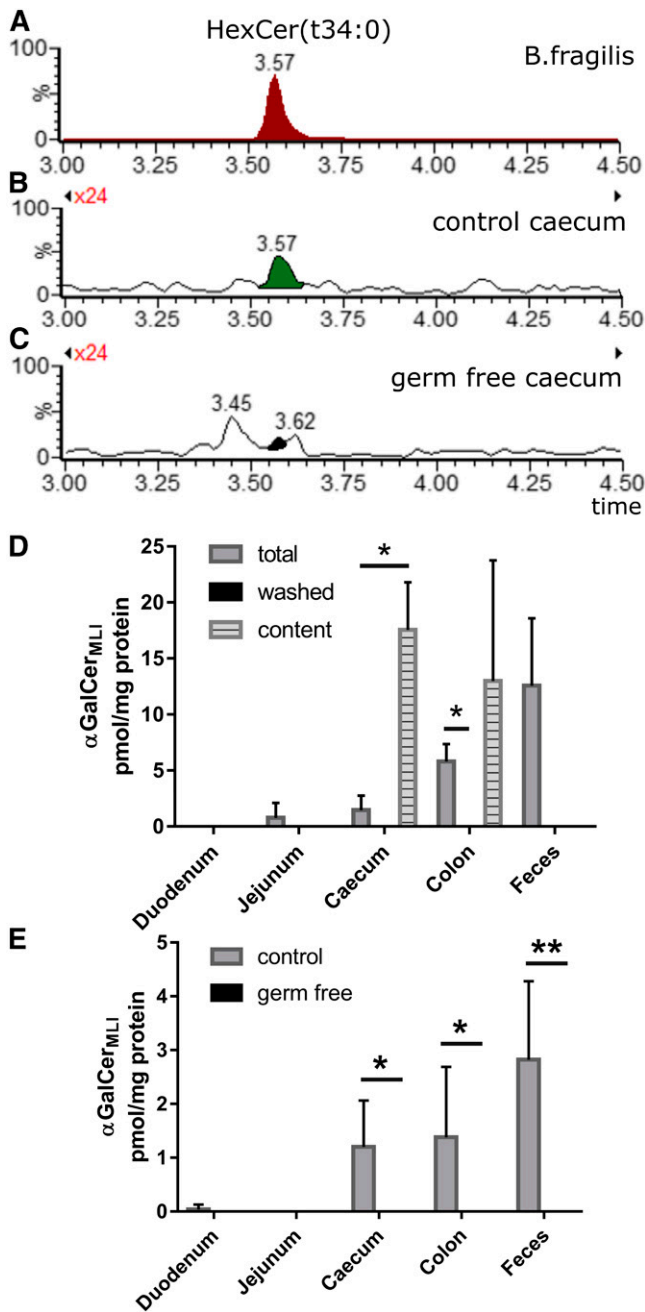 A
HexCer(t34:0)
B.fragilis
3.57
100
%
0
3.00 3.25 3.50 3.75 4.00 4.25 4.50
B
x24
control caecum
3.57
100
%
0
3.00 3.25 3.50 3.75 4.00 4.25 4.50
C
x24
germ free caecum
3.45
3.62
100
%
0
3.00 3.25 3.50 3.75 4.00 4.25 4.50
time
D
αGalCerMLI
pmol/mg protein
25
20
15
10
5
0
total
washed
content
*
*
Duodenum
Jejunum
Caecum
Colon
Feces
E
αGalCerMLI
pmol/mg protein
5
4
3
2
1
0
control
germ free
*
*
**
Duodenum
Jejunum
Caecum
Colon
Feces